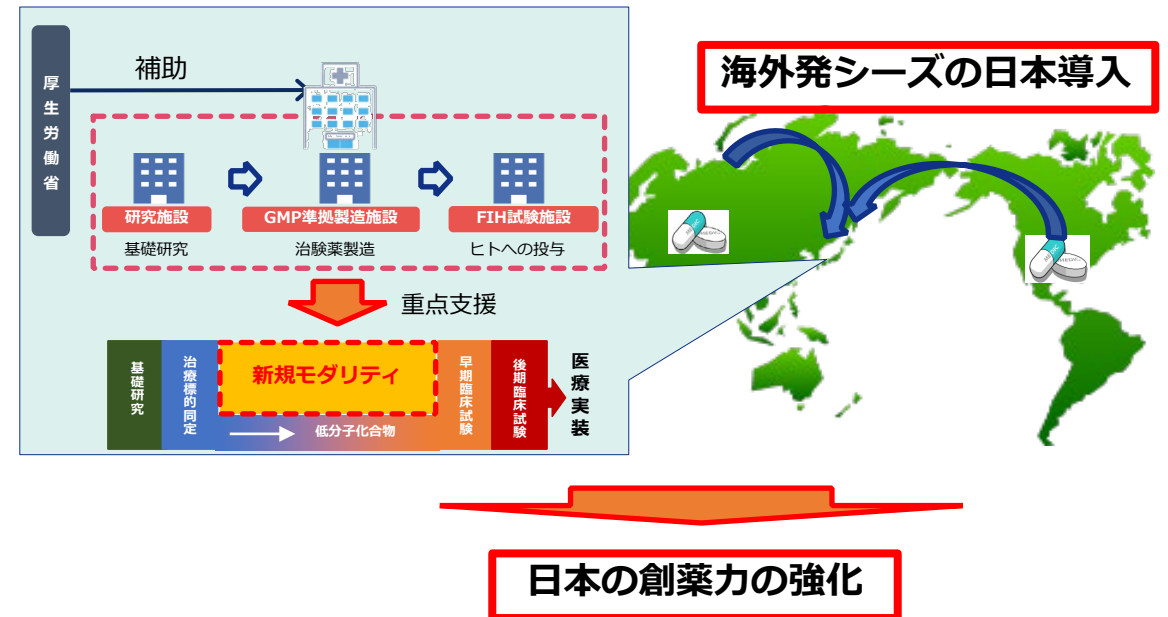 海外発シーズの日本導入
厚生労働省
補助
研究施設
GMP準拠製造施設
FIH試験施設
基礎研究
治験薬製造
ヒトへの投与
重点支援
基礎研究
治療標的同定
新規モダリティ
低分子化合物
早期臨床試験
後期臨床試験
医療実装
日本の創薬力の強化